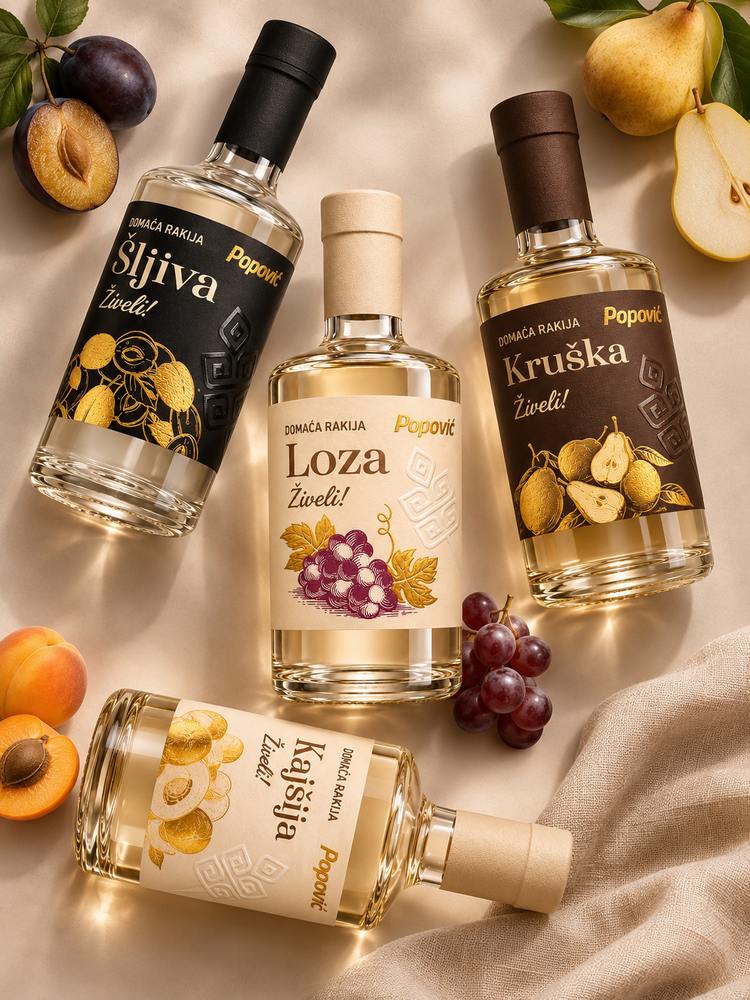 DOMAĆA RAKIJA
Popović
Šljiva
Živeli!
DOMAĆA RAKIJA
Popović
Kruška
Živeli!
DOMAĆA RAKIJA
Popović
Loza
Živeli!
DOMAĆA RAKIJA
Popović
Kajsija
Živeli!